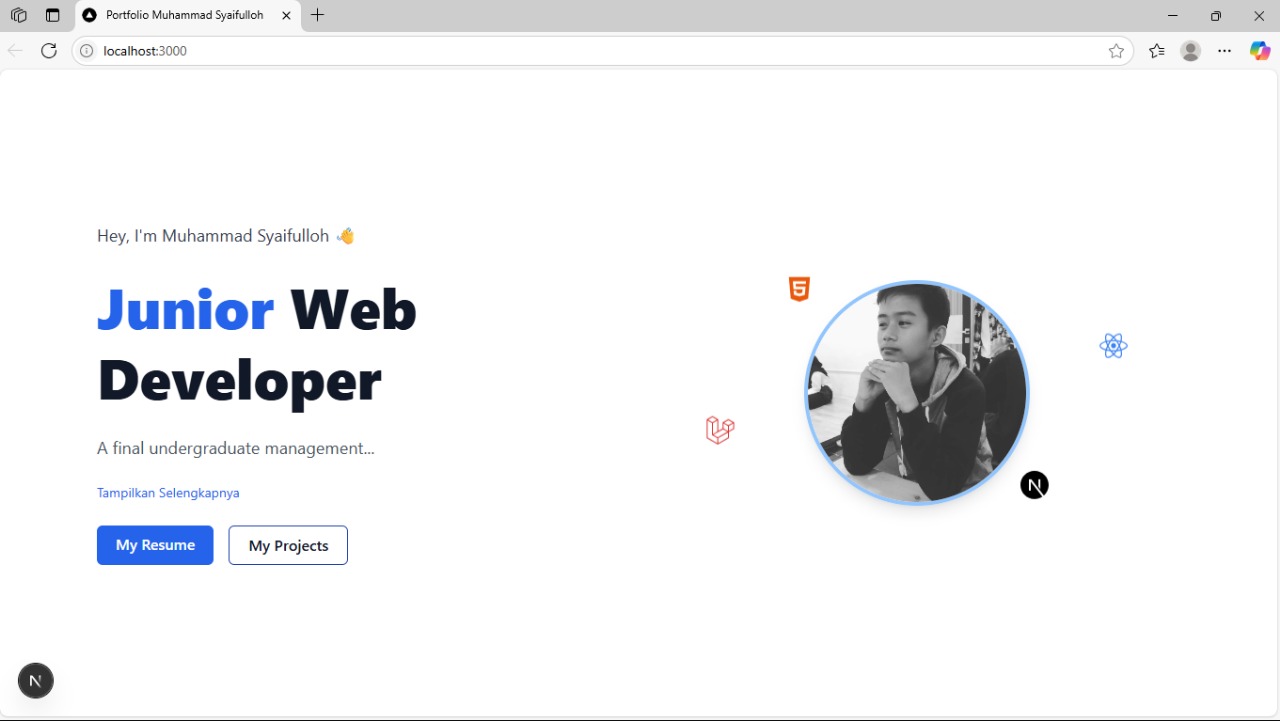 Portfolio Muhammad Syaifulloh
localhost:3000
Hey, I'm Muhammad Syaifulloh 👋
Junior Web
Developer
A final undergraduate management...
Tampilkan Selengkapnya
My Resume
My Projects
5
N
N